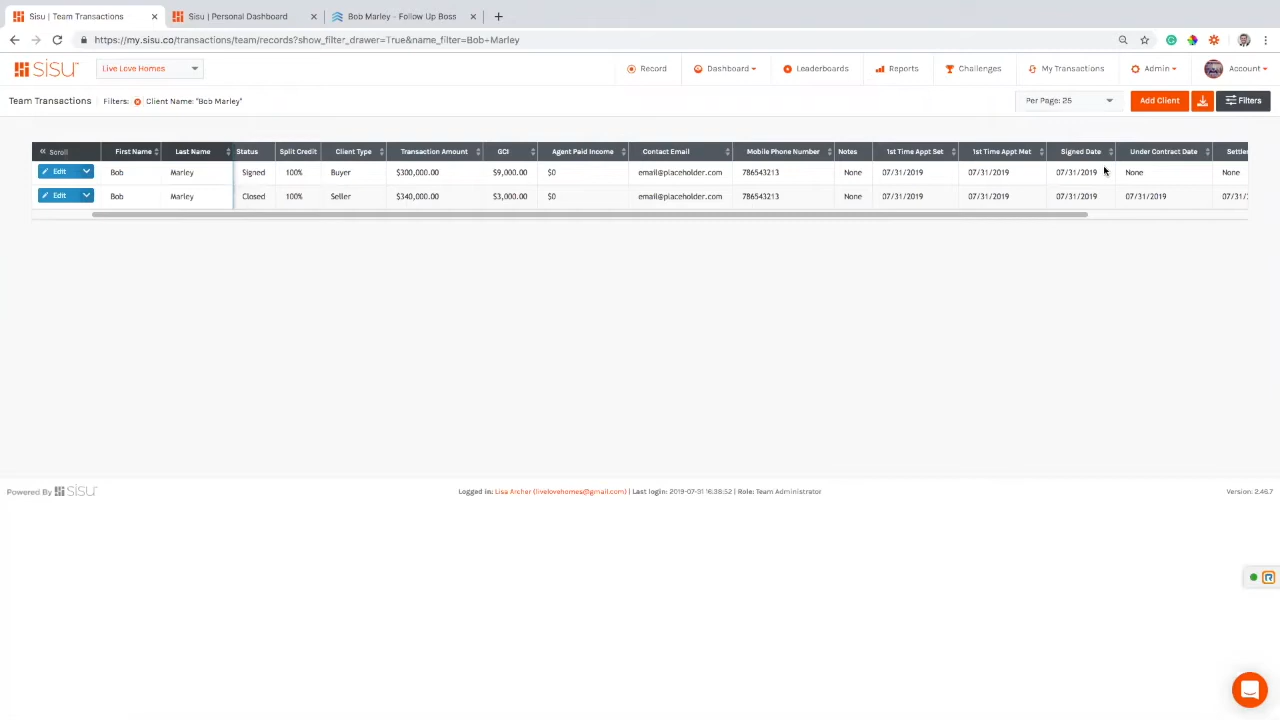 Sisu | Team Transactions
Sisu | Personal Dashboard
Bob Marley - Follow Up Boss
https://my.sisu.co/transactions/team/records?show_filter_drawer=True&name_filter=Bob+Marley
sisu
Live Love Homes
Record
Dashboard
Leaderboards
Reports
Challenges
My Transactions
Admin
Account
Team Transactions Filters: Client Name: "Bob Marley"
Per Page: 25
Add Client
Filters
Scroll First Name Last Name Status Split Credit Client Type Transaction Amount GCI Agent Paid Income Contact Email Mobile Phone Number Notes 1st Time Appt Set 1st Time Appt Met Signed Date Under Contract Date Settle
Edit Bob Marley Signed 100% Buyer $300,000.00 $9,000.00 $0 email@placeholder.com 786543213 None 07/31/2019 07/31/2019 07/31/2019 None None
Edit Bob Marley Closed 100% Seller $340,000.00 $3,000.00 $0 email@placeholder.com 786543213 None 07/31/2019 07/31/2019 07/31/2019 07/31/2019 07/31/
Powered By sisu
Logged in: Lisa Archer (livelovehomes@gmail.com) | Last login: 2019-07-31 16:38:52 | Role: Team Administrator
Version: 2.46.7